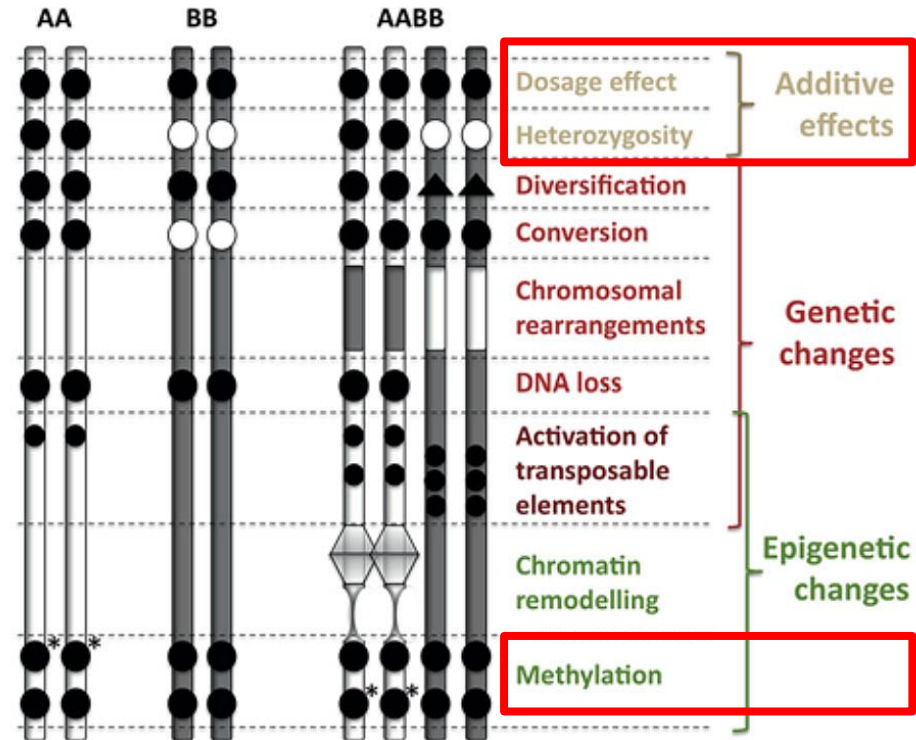 AA BB AABB
Dosage effect
Heterozygosity
Additive
effects
Diversification
Conversion
Chromosomal
rearrangements
DNA loss
Genetic
changes
Activation of
transposable
elements
Chromatin
remodelling
Epigenetic
changes
* *
Methylation
* *